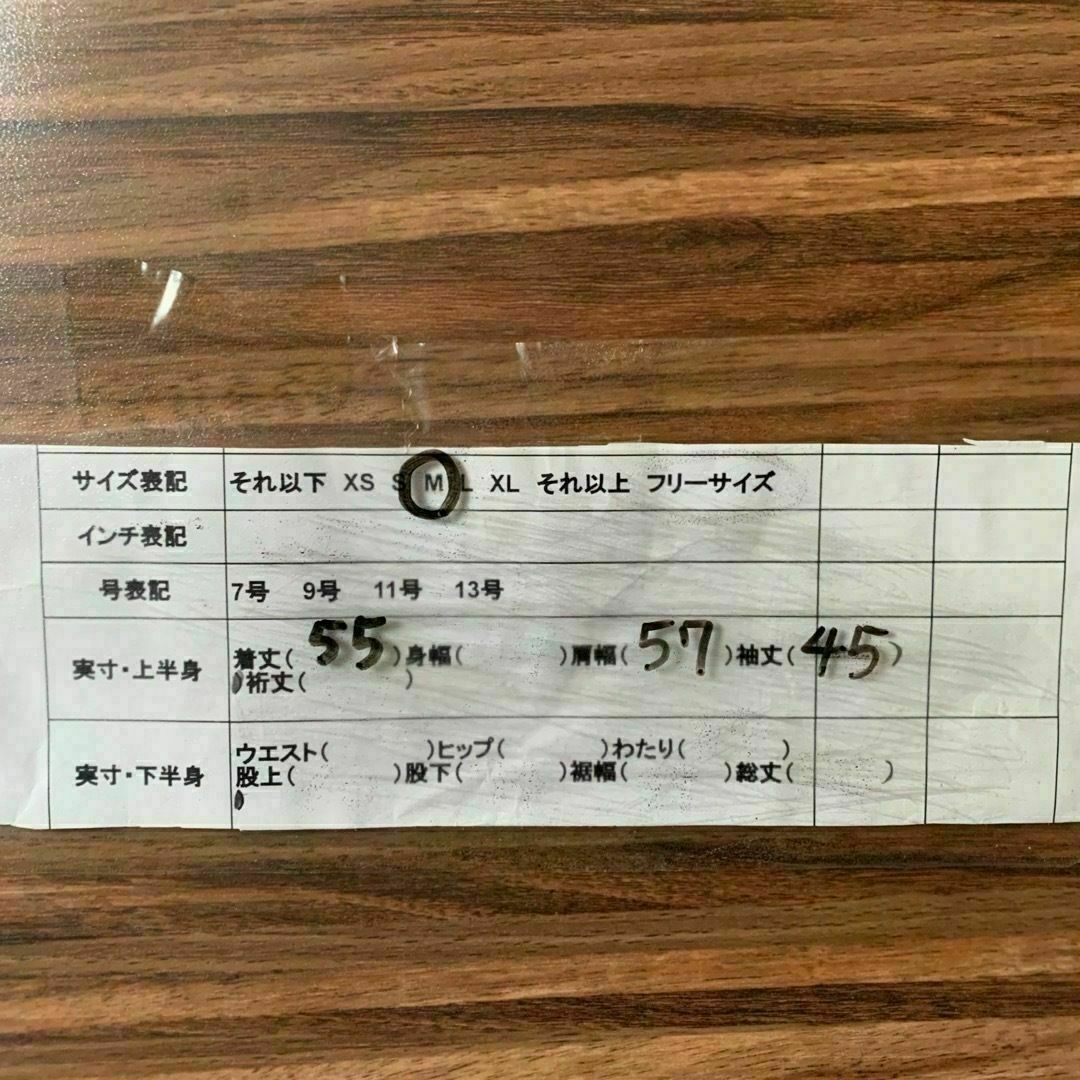 サイズ表記 それ以下 XS S M L XL それ以上 フリーサイズ
インチ表記
号表記 7号 9号 11号 13号
実寸・上半身 着丈( 55 )身幅( )肩幅( 57 )袖丈( 45 )
裄丈( )
実寸・下半身 ウエスト( )ヒップ( )わたり( )
股上( )股下( )裾幅( )総丈( )